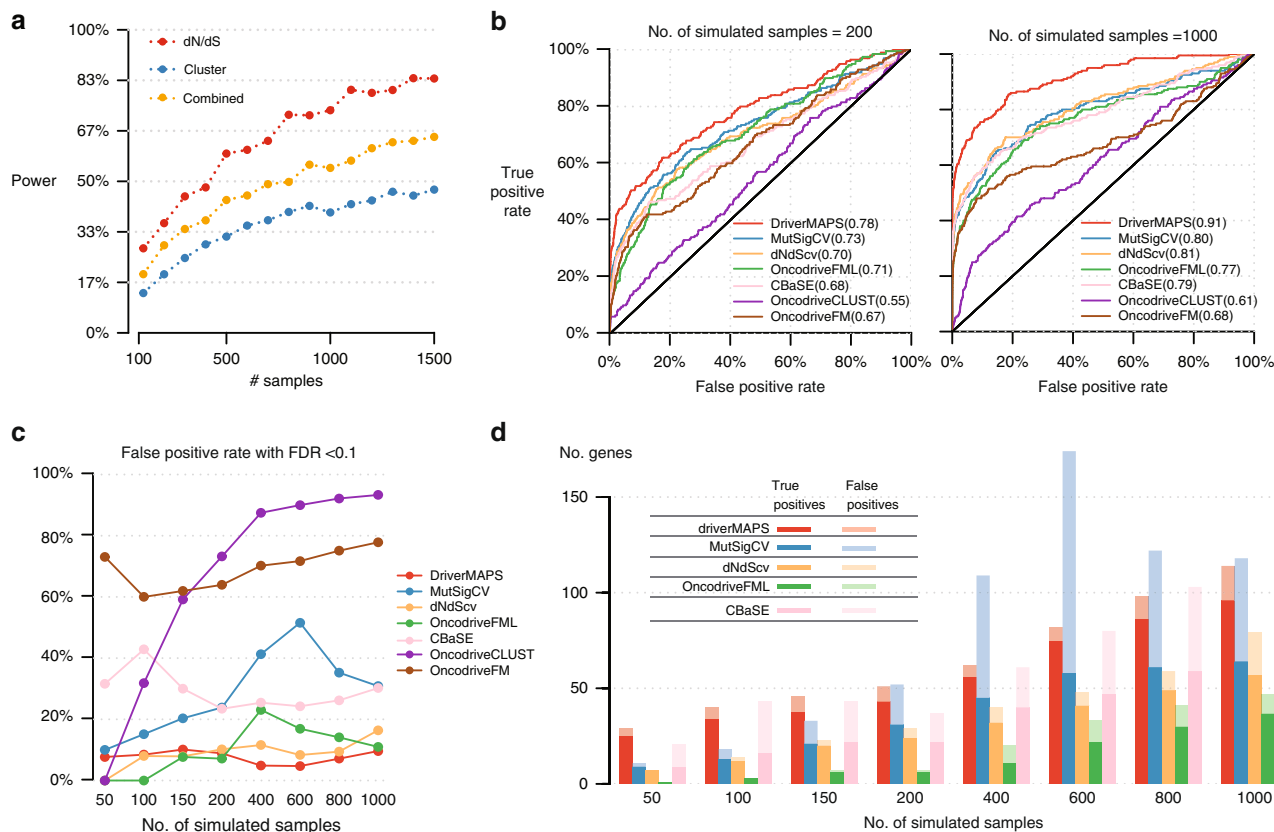 a
100%
83%
67%
50%
33%
17%
0%
Power
dN/dS
Cluster
Combined
100
500
1000
1500
# samples
b
No. of simulated samples = 200
100%
80%
60%
40%
20%
0%
True
positive
rate
DriverMAPS(0.78)
MutSigCV(0.73)
dNdScv(0.70)
OncodriveFML(0.71)
CBaSE(0.68)
OncodriveCLUST(0.55)
OncodriveFM(0.67)
0% 20% 40% 60% 80% 100%
False positive rate
No. of simulated samples =1000
DriverMAPS(0.91)
MutSigCV(0.80)
dNdScv(0.81)
OncodriveFML(0.77)
CBaSE(0.79)
OncodriveCLUST(0.61)
OncodriveFM(0.68)
0% 20% 40% 60% 80% 100%
False positive rate
c
False positive rate with FDR <0.1
100%
80%
60%
40%
20%
0%
DriverMAPS
MutSigCV
dNdScv
OncodriveFML
CBaSE
OncodriveCLUST
OncodriveFM
50 100 150 200 400 600 800 1000
No. of simulated samples
d
No. genes
150
100
50
0
True False
positives positives
driverMAPS
MutSigCV
dNdScv
OncodriveFML
CBaSE
50 100 150 200 400 600 800 1000
No. of simulated samples